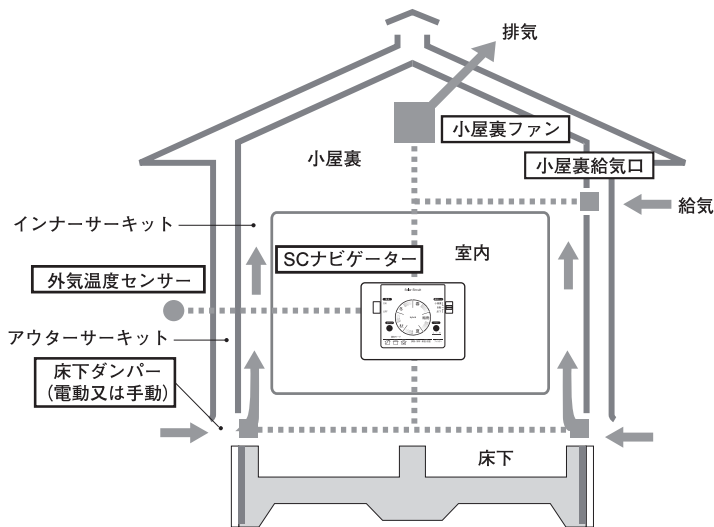 排気
小屋裏ファン
小屋裏
小屋裏給気口
給気
インナーサーキット
SCナビゲーター
室内
外気温度センサー
アウターサーキット
床下ダンパー
(電動又は手動)
床下